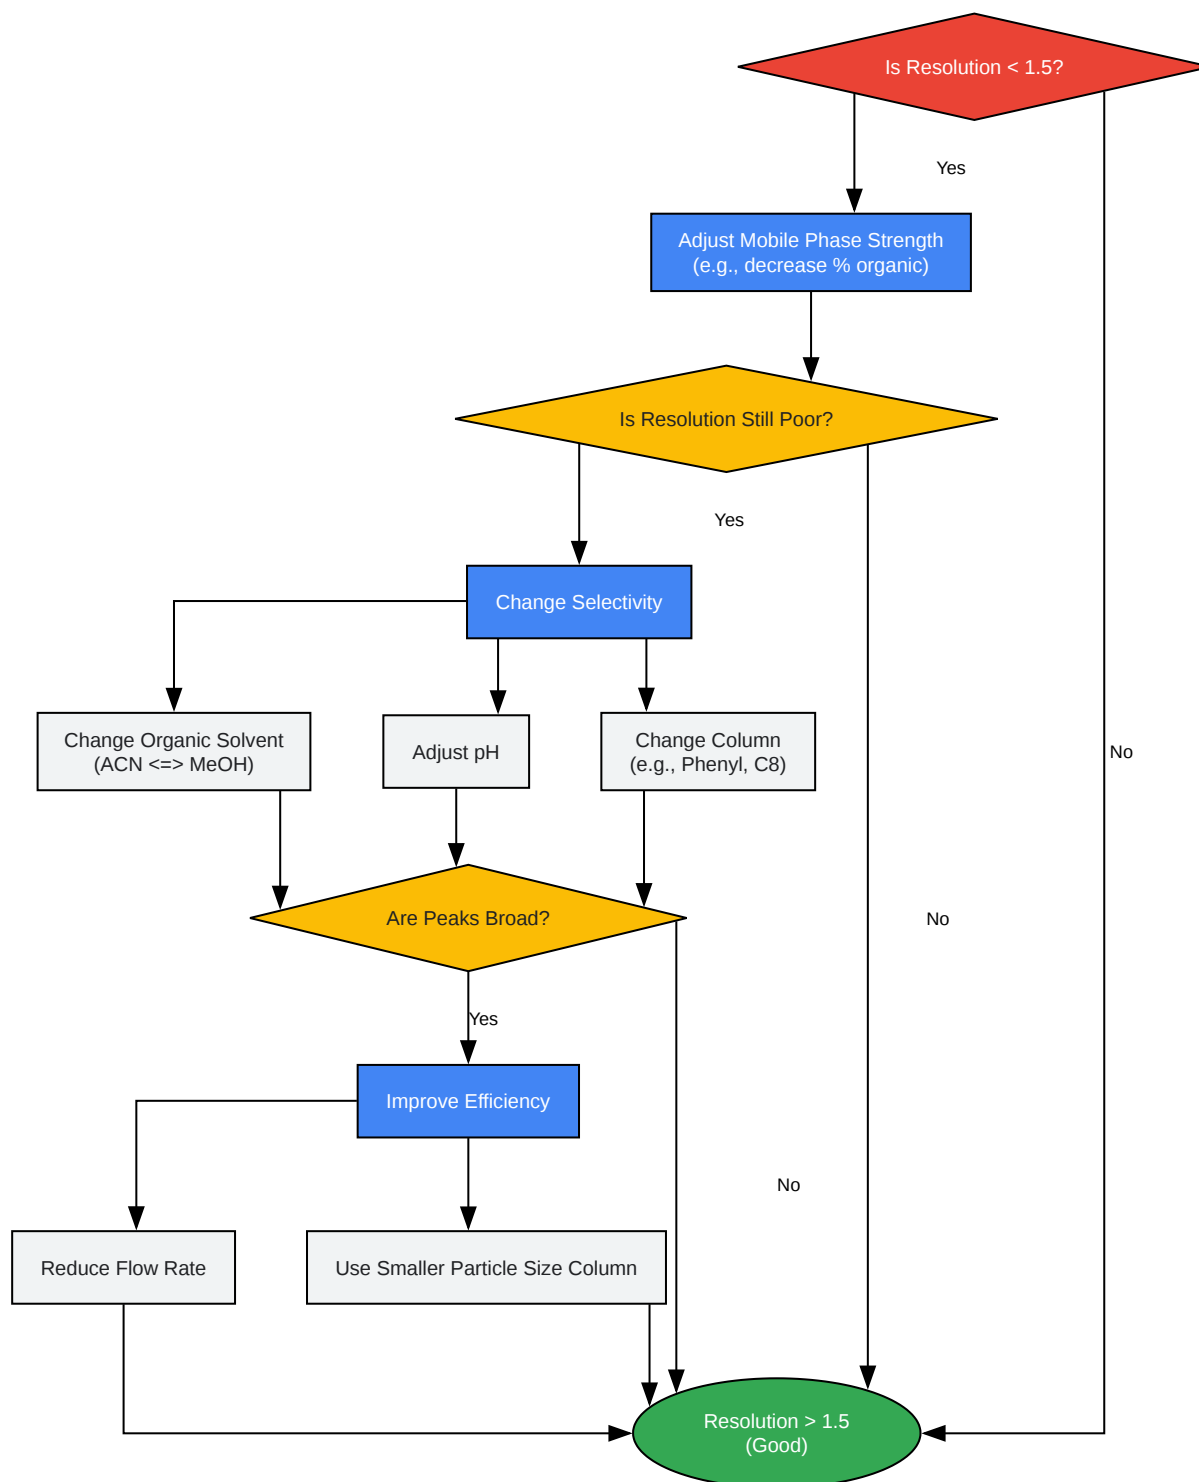 Is Resolution < 1.5?
Yes
Adjust Mobile Phase Strength
(e.g., decrease % organic)
Is Resolution Still Poor?
Yes
Change Selectivity
Change Organic Solvent
(ACN <=> MeOH)
Adjust pH
Change Column
(e.g., Phenyl, C8)
No
Are Peaks Broad?
No
Yes
Improve Efficiency
No
Reduce Flow Rate
Use Smaller Particle Size Column
Resolution > 1.5
(Good)